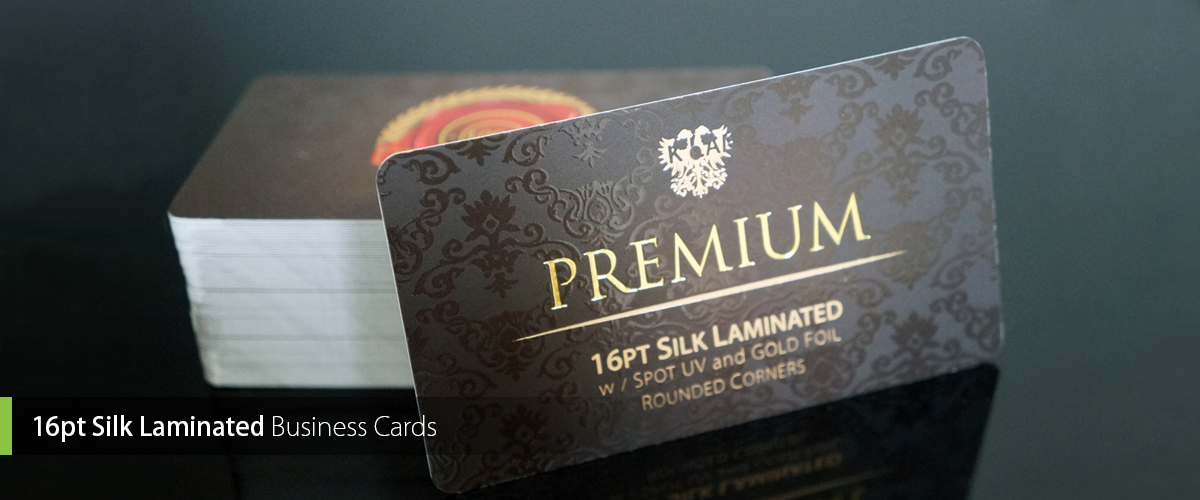 K A
PREMIUM
16PT SILK LAMINATED
w / SPOT UV and GOLD FOIL
ROUNDED CORNERS
16pt Silk Laminated Business Cards